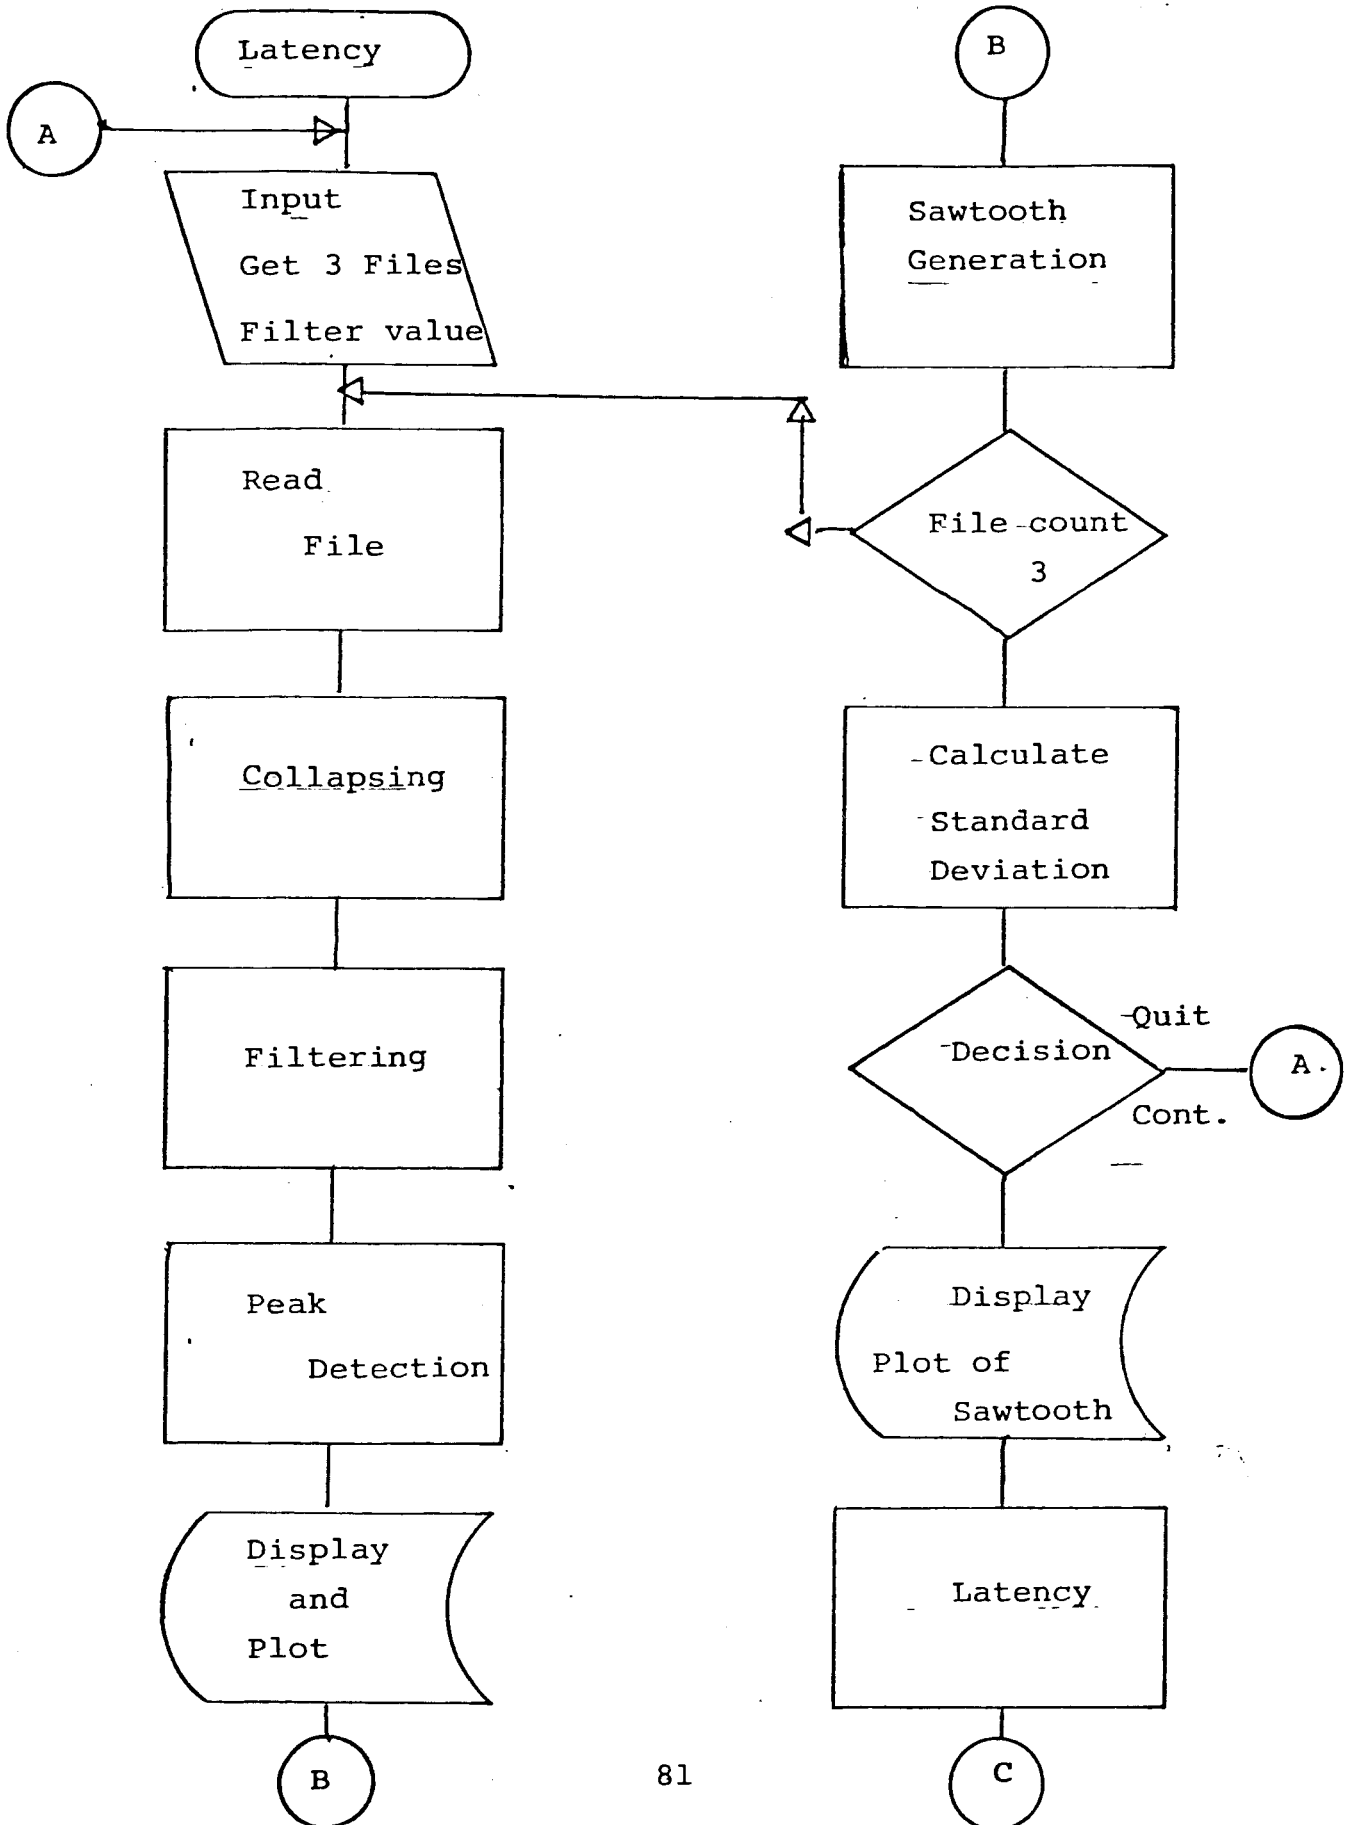 Latency
A
Input
Get 3 Files
Filter value
Read
File
Collapsing
Filtering
Peak
Detection
Display
and
Plot
B
B
Sawtooth
Generation
File count
3
Calculate
Standard
Deviation
Decision
Quit
A.
Cont.
Display
Plot of
Sawtooth
Latency
C
81